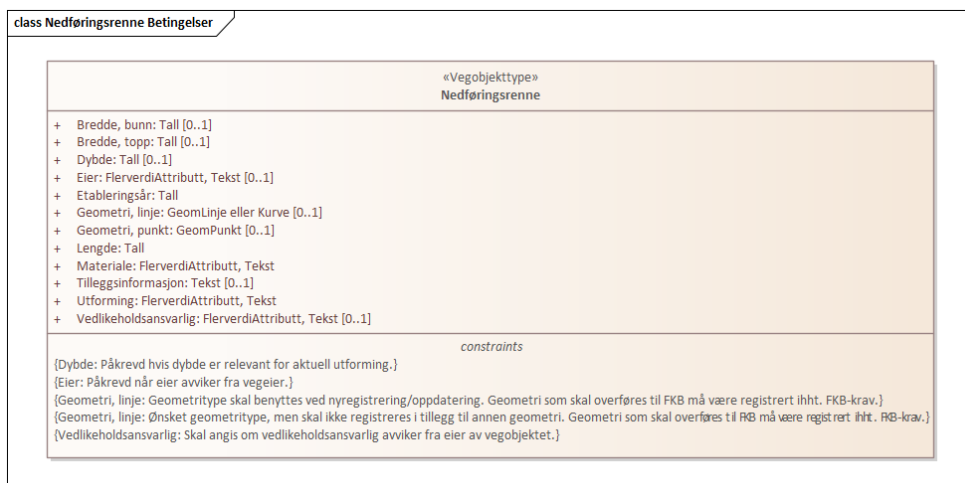 class Nedføringsrenne Betingelser
«Vegobjekttype»
Nedføringsrenne
+ Bredde, bunn: Tall [0..1]
+ Bredde, topp: Tall [0..1]
+ Dybde: Tall [0..1]
+ Eier: FlerverdiAttributt, Tekst [0..1]
+ Etableringsår: Tall
+ Geometri, linje: GeomLinje eller Kurve [0..1]
+ Geometri, punkt: GeomPunkt [0..1]
+ Lengde: Tall
+ Materiale: FlerverdiAttributt, Tekst
+ Tilleggsinformasjon: Tekst [0..1]
+ Utforming: FlerverdiAttributt, Tekst
+ Vedlikeholdsansvarlig: FlerverdiAttributt, Tekst [0..1]
constraints
{Dybde: Påkrevd hvis dybde er relevant for aktuell utforming.}
{Eier: Påkrevd når eier avviker fra vegeier.}
{Geometri, linje: Geometritype skal benyttes ved nyregistrering/oppdatering. Geometri som skal overføres til FKB må være registrert ihht. FKB-krav.}
{Geometri, linje: Ønsket geometritype, men skal ikke registreres i tillegg til annen geometri. Geometri som skal overføres til FKB må være registrert ihht. FKB-krav.}
{Vedlikeholdsansvarlig: Skal angis om vedlikeholdsansvarlig avviker fra eier av vegobjektet.}